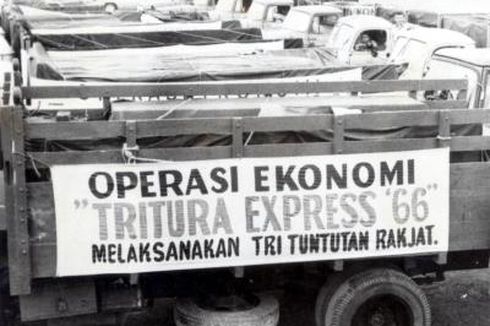 OPERASI EKONOMI
"TRITURA EXPRESS '66"
MELAKSANAKAN TRI TUNTUTAN RAKJAT.